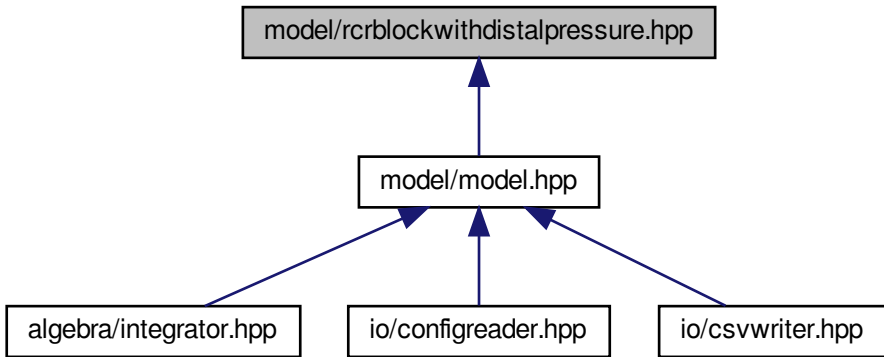 model/rcrblockwithdistalpressure.hpp
model/model.hpp
algebra/integrator.hpp
io/configreader.hpp
io/csvwriter.hpp